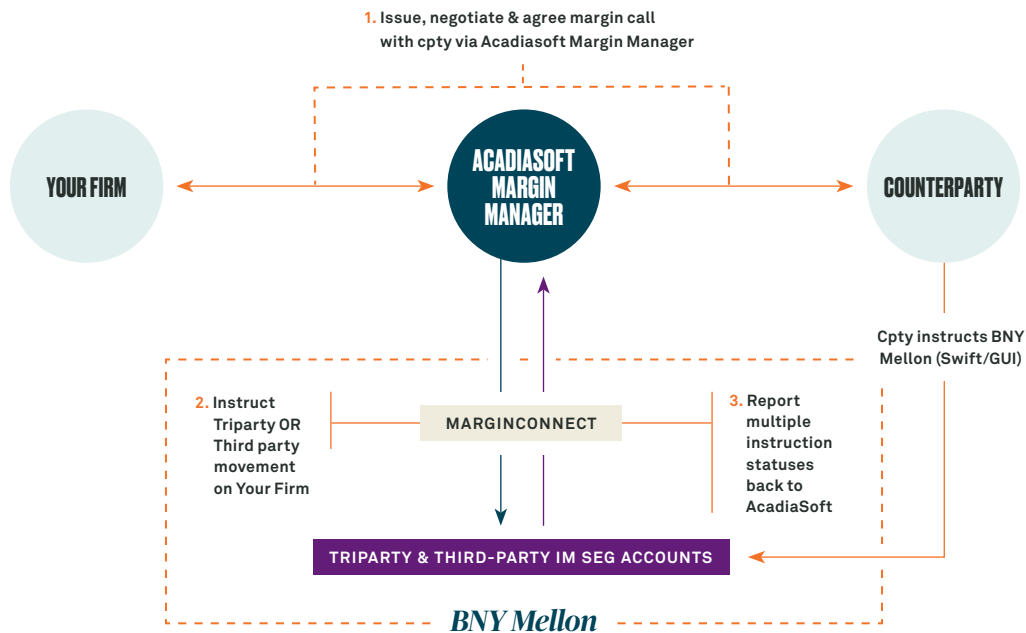 1. Issue, negotiate & agree margin call
with cpty via Acadiasoft Margin Manager
YOUR FIRM
ACADIASOFT
MARGIN
MANAGER
COUNTERPARTY
Cpty instructs BNY
Mellon (Swift/GUI)
2. Instruct
Triparty OR
Third party
movement
on Your Firm
MARGINCONNECT
3. Report
multiple
instruction
statuses
back to
AcadiaSoft
TRIPARTY & THIRD-PARTY IM SEG ACCOUNTS
BNY Mellon